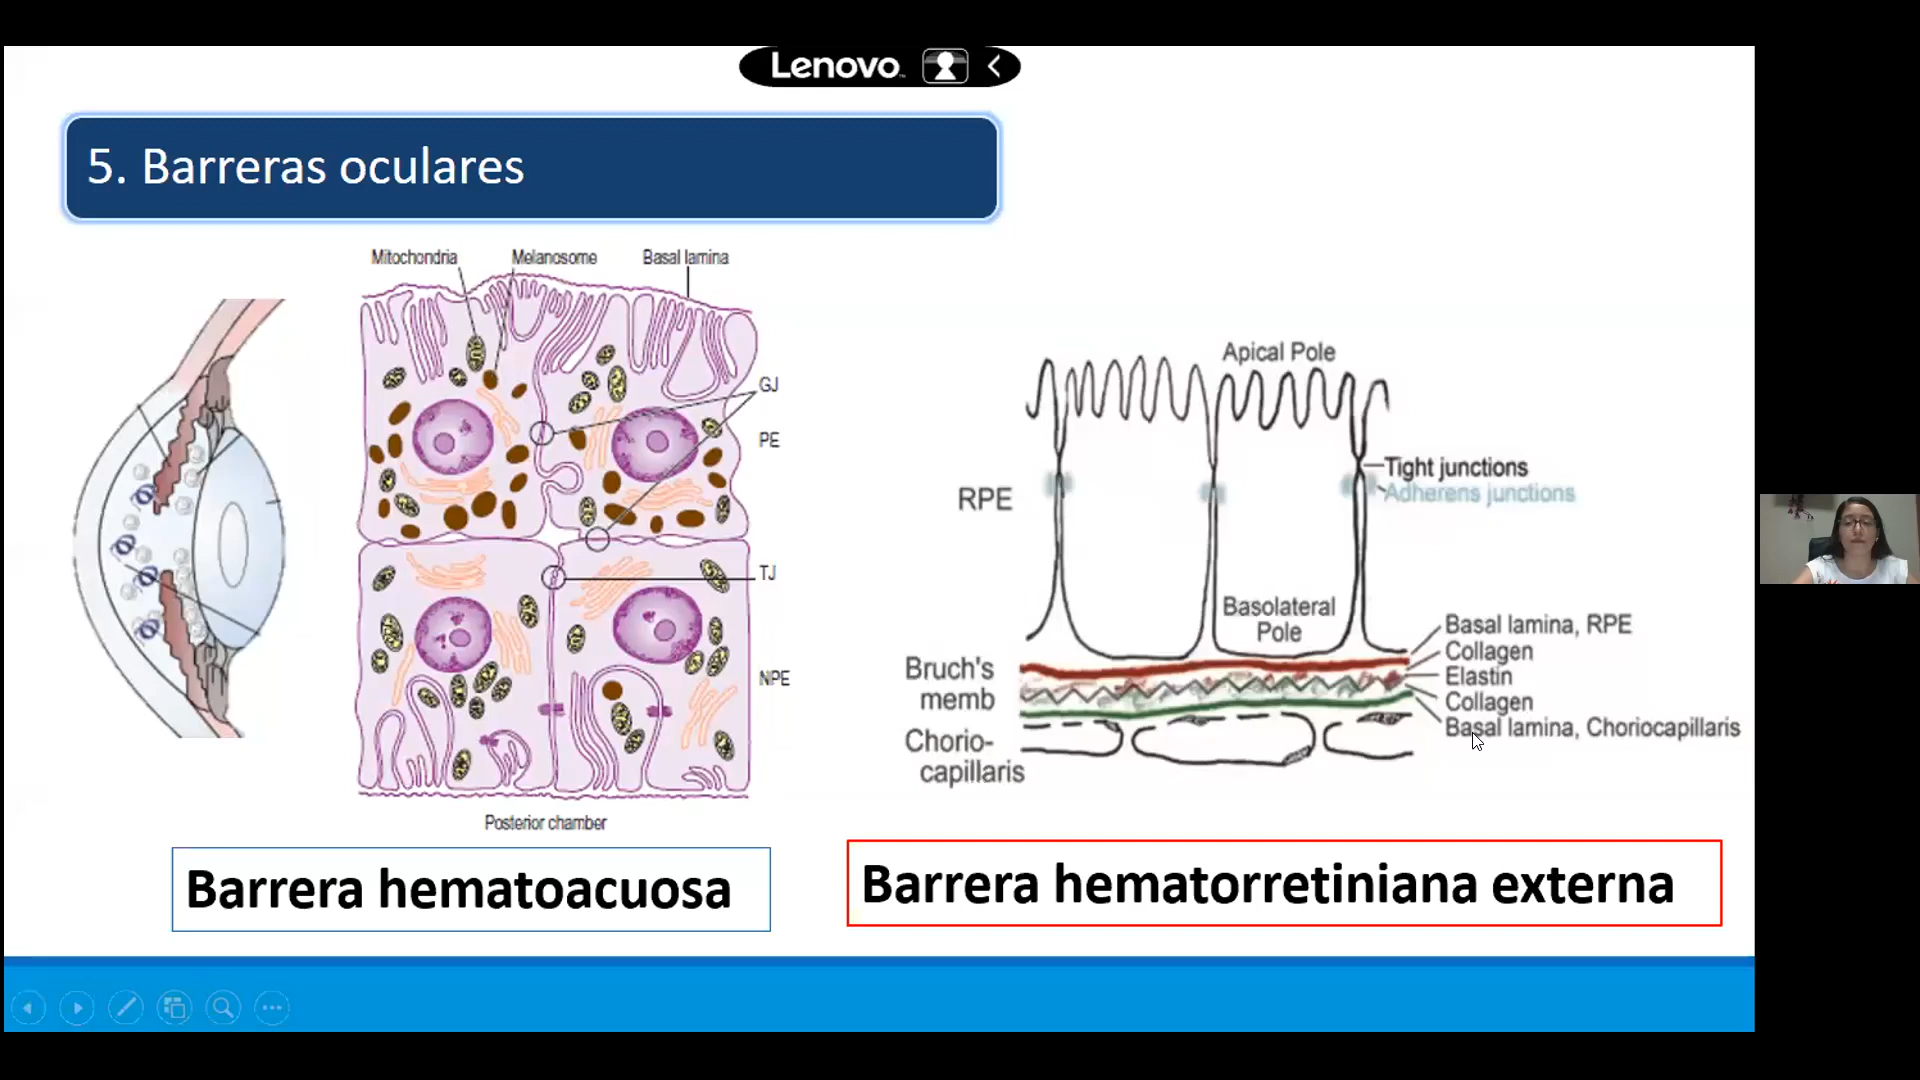 Lenovo
5. Barreras oculares
Mitochondria
Melanosome
Basal lamina
GJ
PE
TJ
NPE
Posterior chamber
Barrera hematoacuosa
Apical Pole
Tight junctions
Adherens junctions
RPE
Basolateral
Pole
Basal lamina, RPE
Collagen
Elastin
Collagen
Basal lamina, Choriocapillaris
Bruch's
memb
Chorio-
capillaris
Barrera hematorretiniana externa